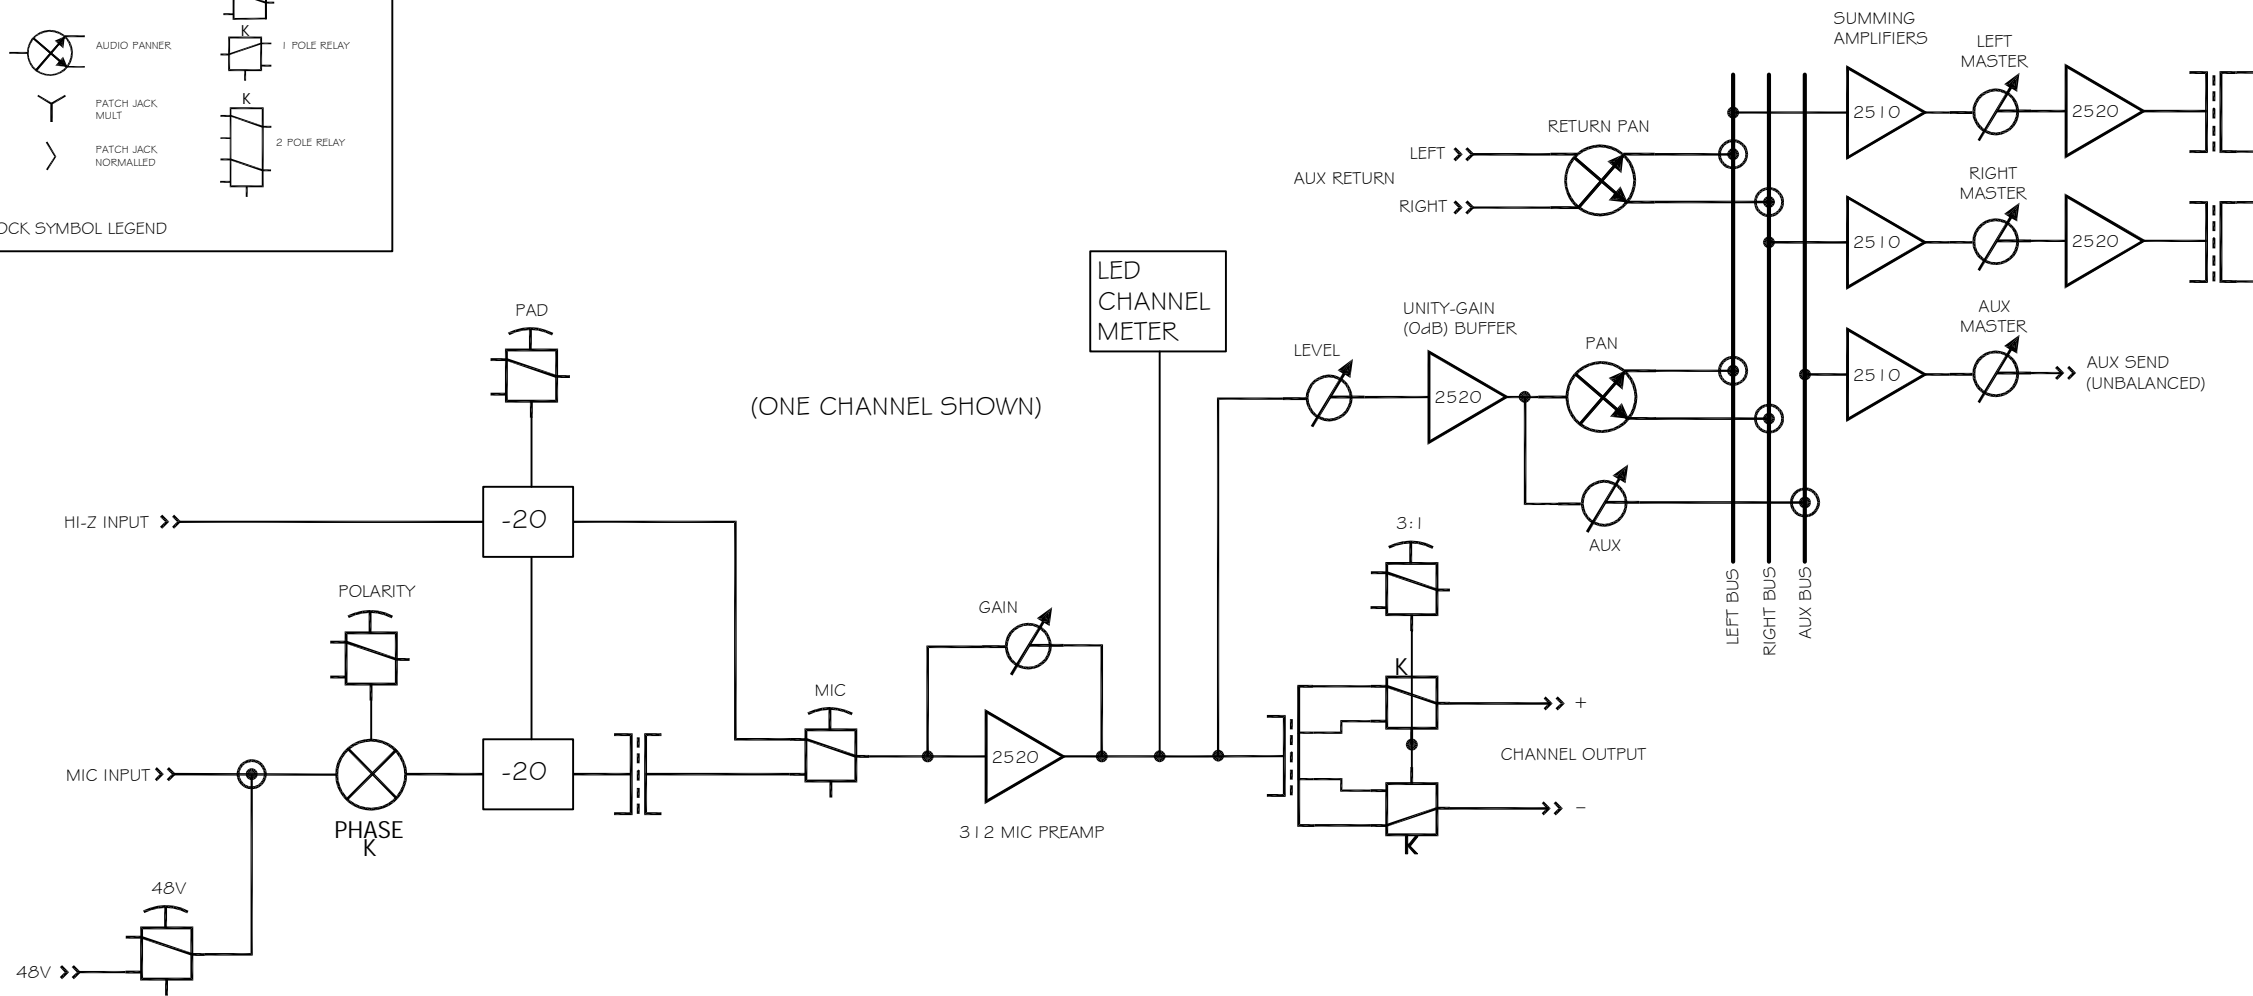 K
AUDIO PANNER
1 POLE RELAY
K
PATCH JACK
MULT
2 POLE RELAY
PATCH JACK
NORMALLED
OCK SYMBOL LEGEND
SUMMING
AMPLIFIERS
LEFT
MASTER
2510
2520
RETURN PAN
LEFT
AUX RETURN
RIGHT
RIGHT
MASTER
2510
2520
LED
CHANNEL
METER
UNITY-GAIN
(0dB) BUFFER
LEVEL
2520
PAN
AUX
MASTER
2510
AUX SEND
(UNBALANCED)
AUX
LEFT BUS
RIGHT BUS
AUX BUS
PAD
(ONE CHANNEL SHOWN)
HI-Z INPUT
-20
POLARITY
MIC INPUT
PHASE
K
-20
48V
48V
MIC
GAIN
2520
312 MIC PREAMP
3:1
K
+
CHANNEL OUTPUT
-
K